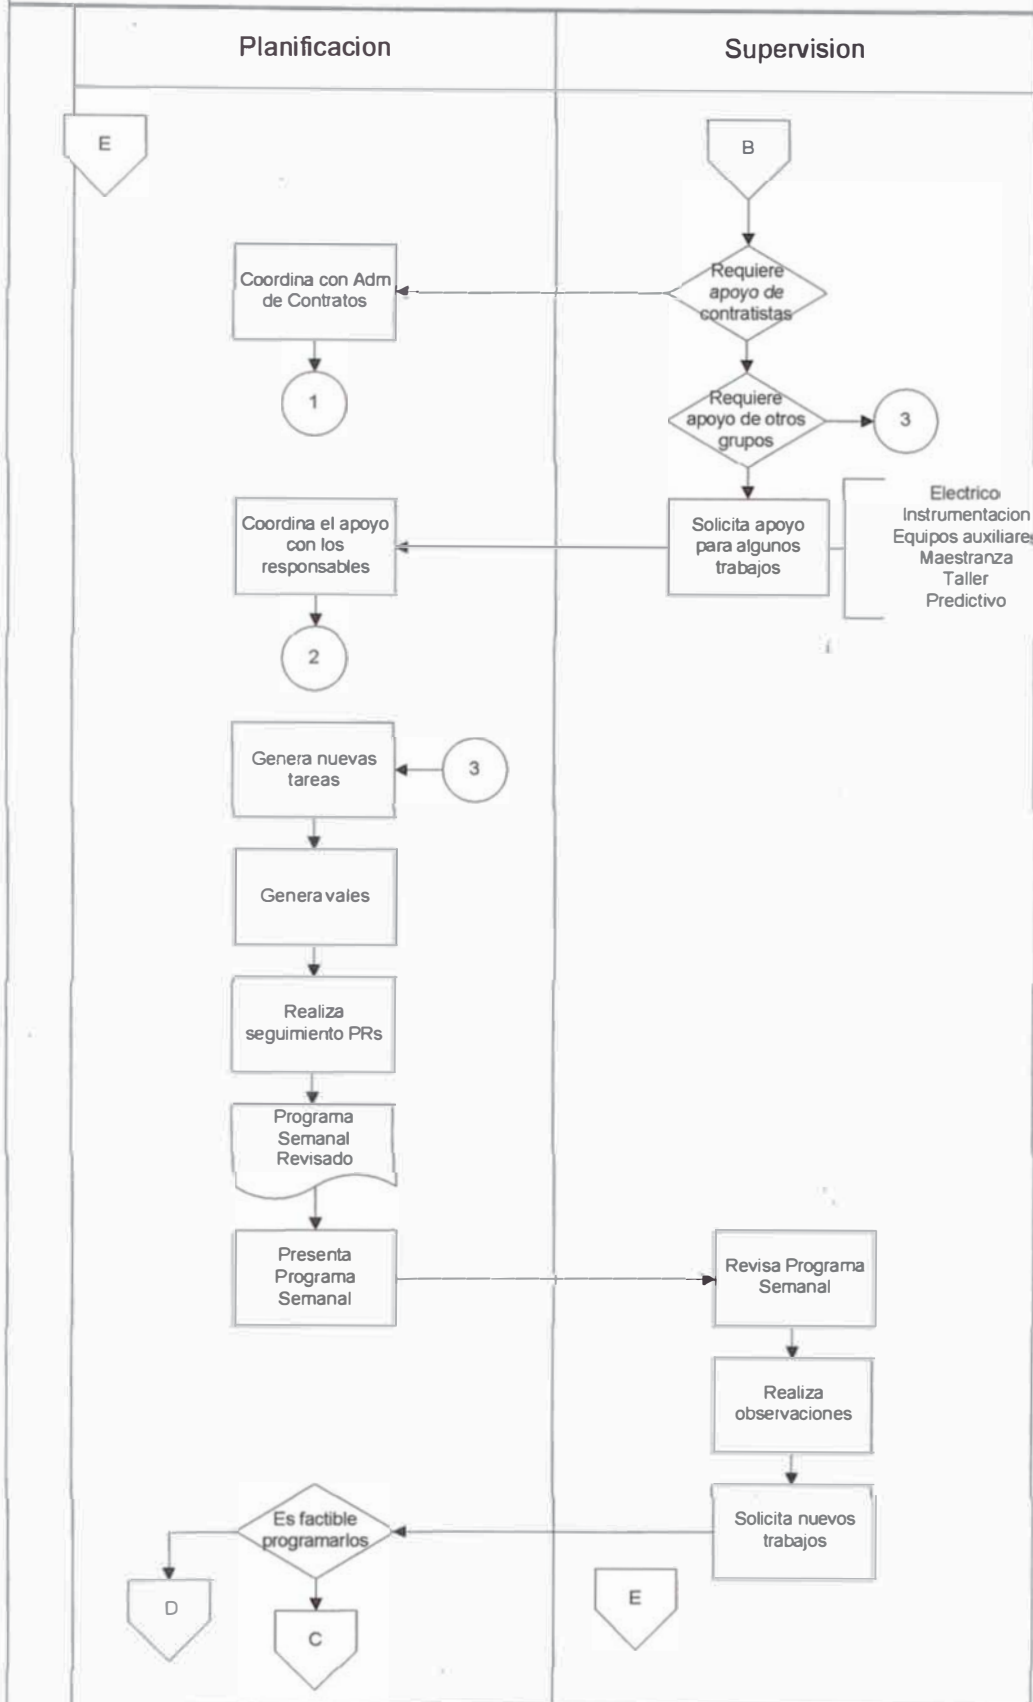 Planificacion
Supervision
E
B
Requiere
apoyo de
contratistas
Coordina con Adm
de Contratos
1
Requiere
apoyo de otros
grupos
3
Coordina el apoyo
con los
responsables
Solicita apoyo
para algunos
trabajos
Electrico
Instrumentacion
Equipos auxiliares
Maestranza
Taller
Predictivo
2
Genera nuevas
tareas
3
Genera vales
Realiza
seguimiento PRs
Programa
Semanal
Revisado
Presenta
Programa
Semanal
Revisa Programa
Semanal
Realiza
observaciones
Es factible
programarlos
Solicita nuevos
trabajos
D
C
E